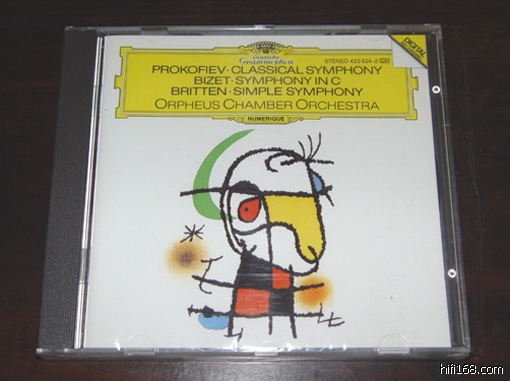 Deutsche
Grammophon
STEREO 423 624-2 GH
PROKOFIEV · CLASSICAL SYMPHONY
BIZET · SYMPHONY IN C
BRITTEN · SIMPLE SYMPHONY
ORPHEUS CHAMBER ORCHESTRA
NUMERIQUE
DIGITAL
hifi168.com